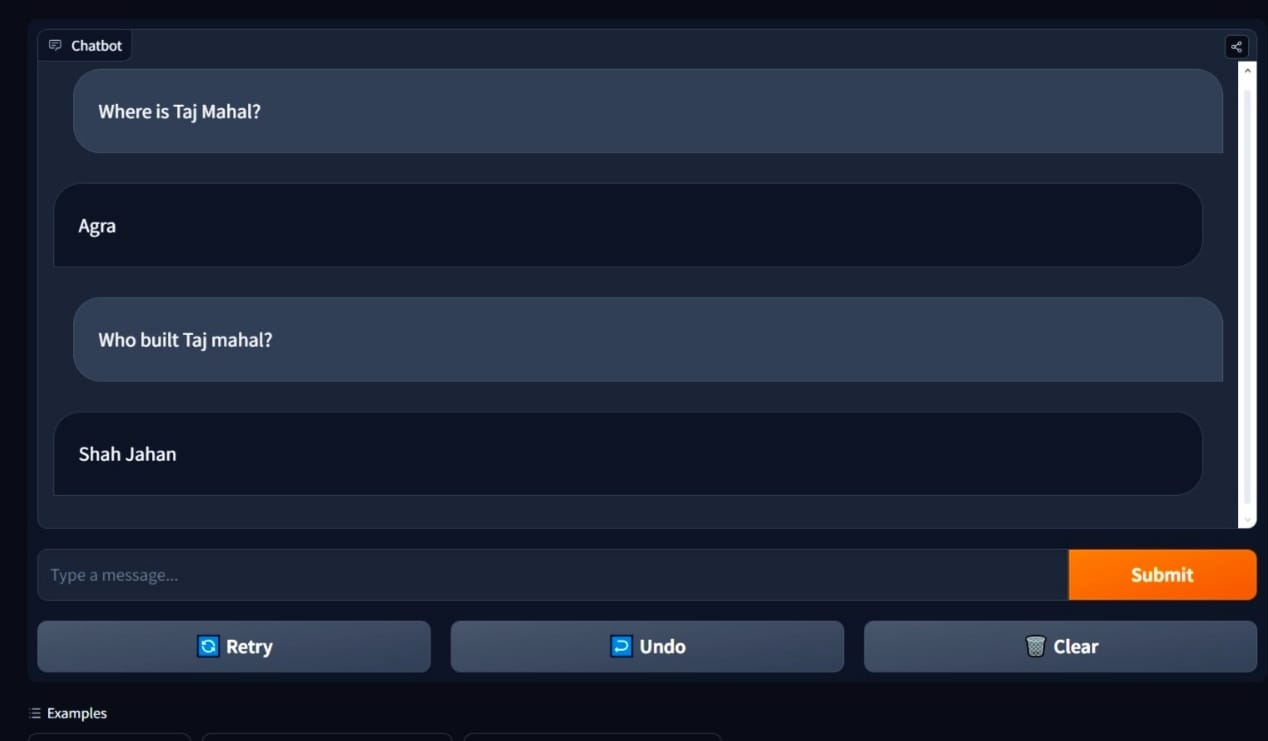 Chatbot
Where is Taj Mahal?
Agra
Who built Taj mahal?
Shah Jahan
Type a message...
Submit
Retry
Undo
Clear
Examples